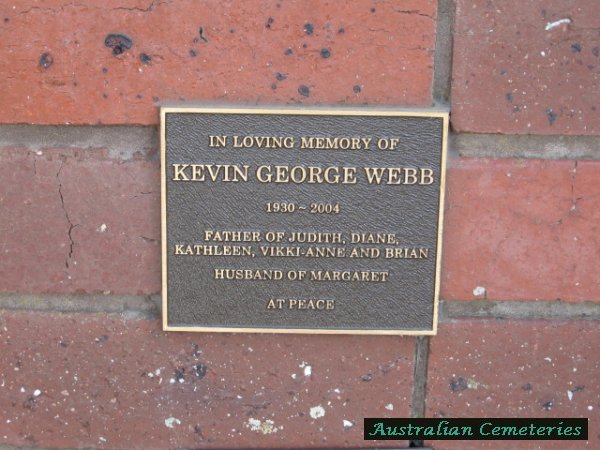 IN LOVING MEMORY OF
KEVIN GEORGE WEBB
1930 ~ 2004
FATHER OF JUDITH, DIANE,
KATHLEEN, VIKKI-ANNE AND BRIAN
HUSBAND OF MARGARET
AT PEACE
Australian Cemeteries